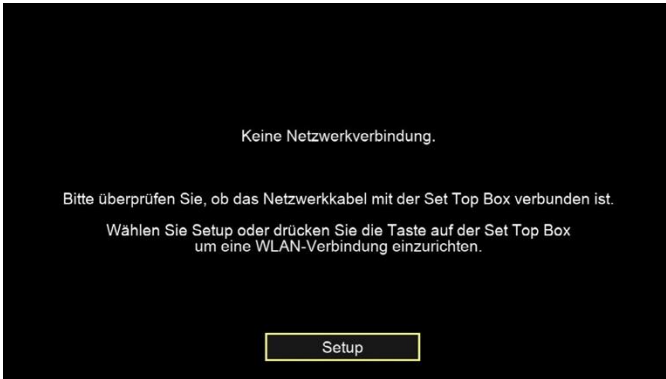 Keine Netzwerkverbindung.
Bitte überprüfen Sie, ob das Netzwerkkabel mit der Set Top Box verbunden ist.
Wählen Sie Setup oder drücken Sie die Taste auf der Set Top Box
um eine WLAN-Verbindung einzurichten.
Setup